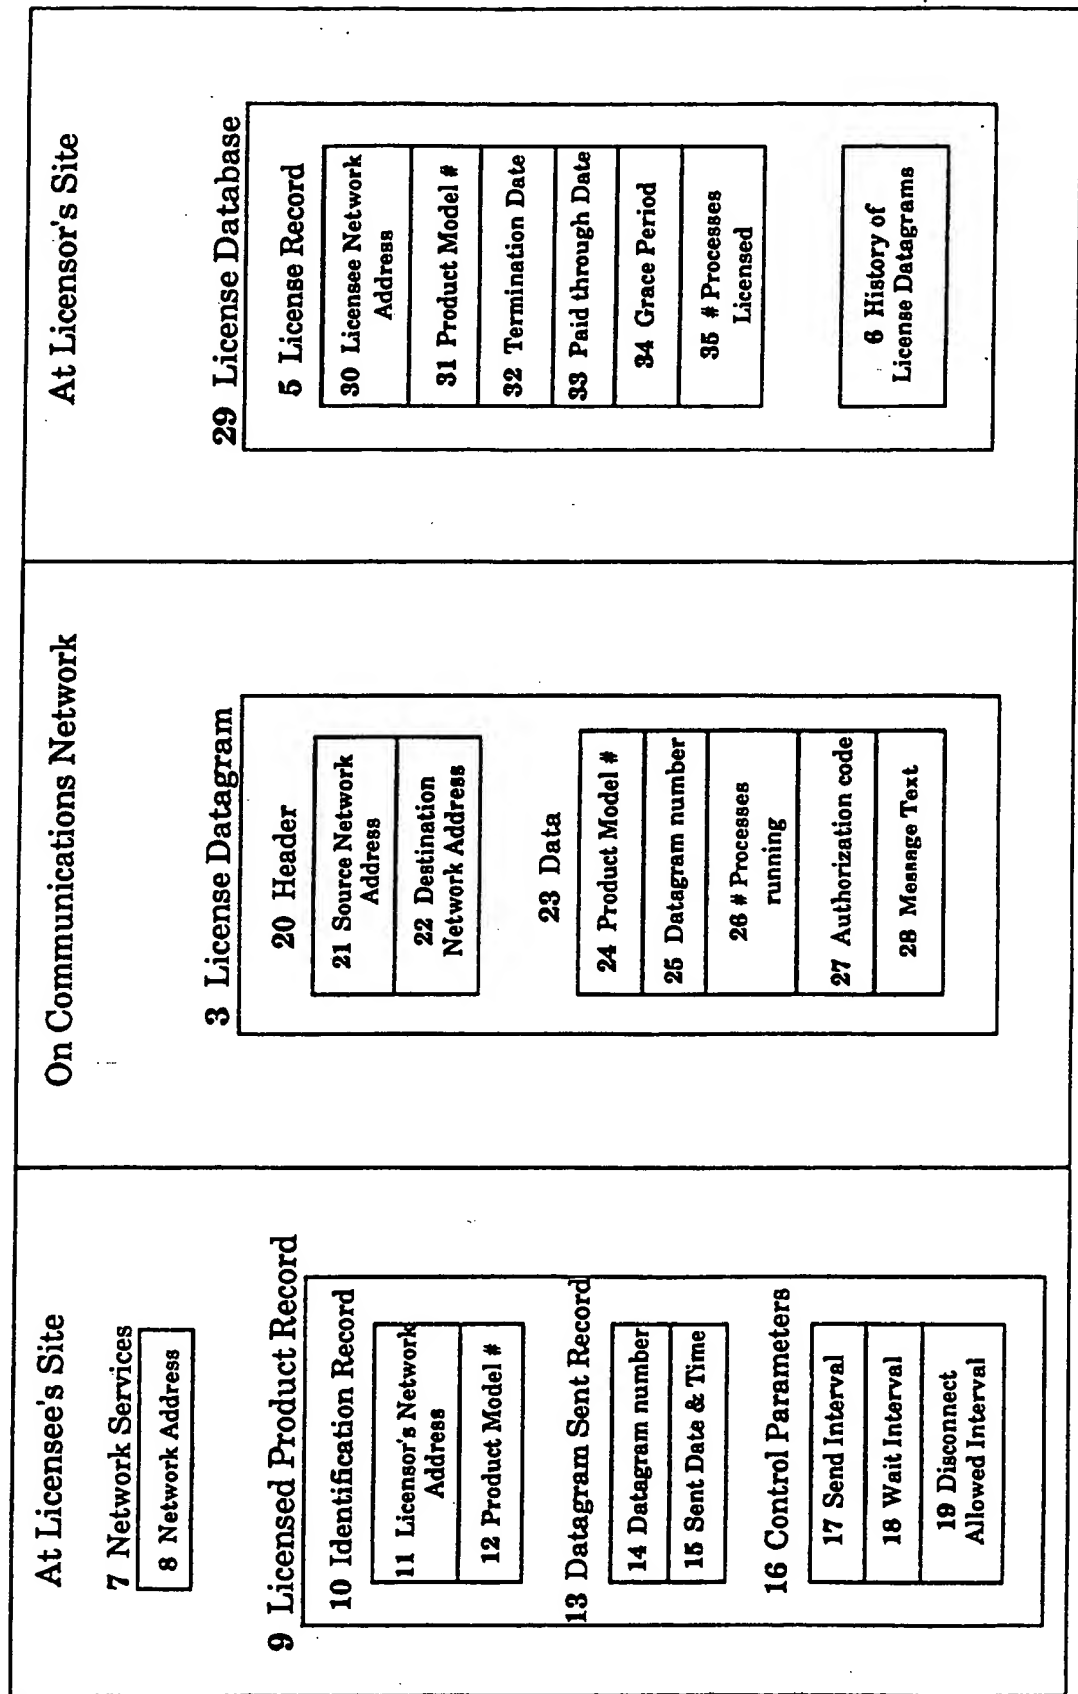 At Licensee's Site
7 Network Services
8 Network Address
9 Licensed Product Record
10 Identification Record
11 Licensor's Network
Address
12 Product Model #
13 Datagram Sent Record
14 Datagram number
15 Sent Date & Time
16 Control Parameters
17 Send Interval
18 Wait Interval
19 Disconnect
Allowed Interval
On Communications Network
3 License Datagram
20 Header
21 Source Network
Address
22 Destination
Network Address
23 Data
24 Product Model #
25 Datagram number
26 # Processes
running
27 Authorization code
28 Message Text
At Licensor's Site
29 License Database
5 License Record
30 Licensee Network
Address
31 Product Model #
32 Termination Date
33 Paid through Date
34 Grace Period
35 # Processes
Licensed
6 History of
License Datagrams